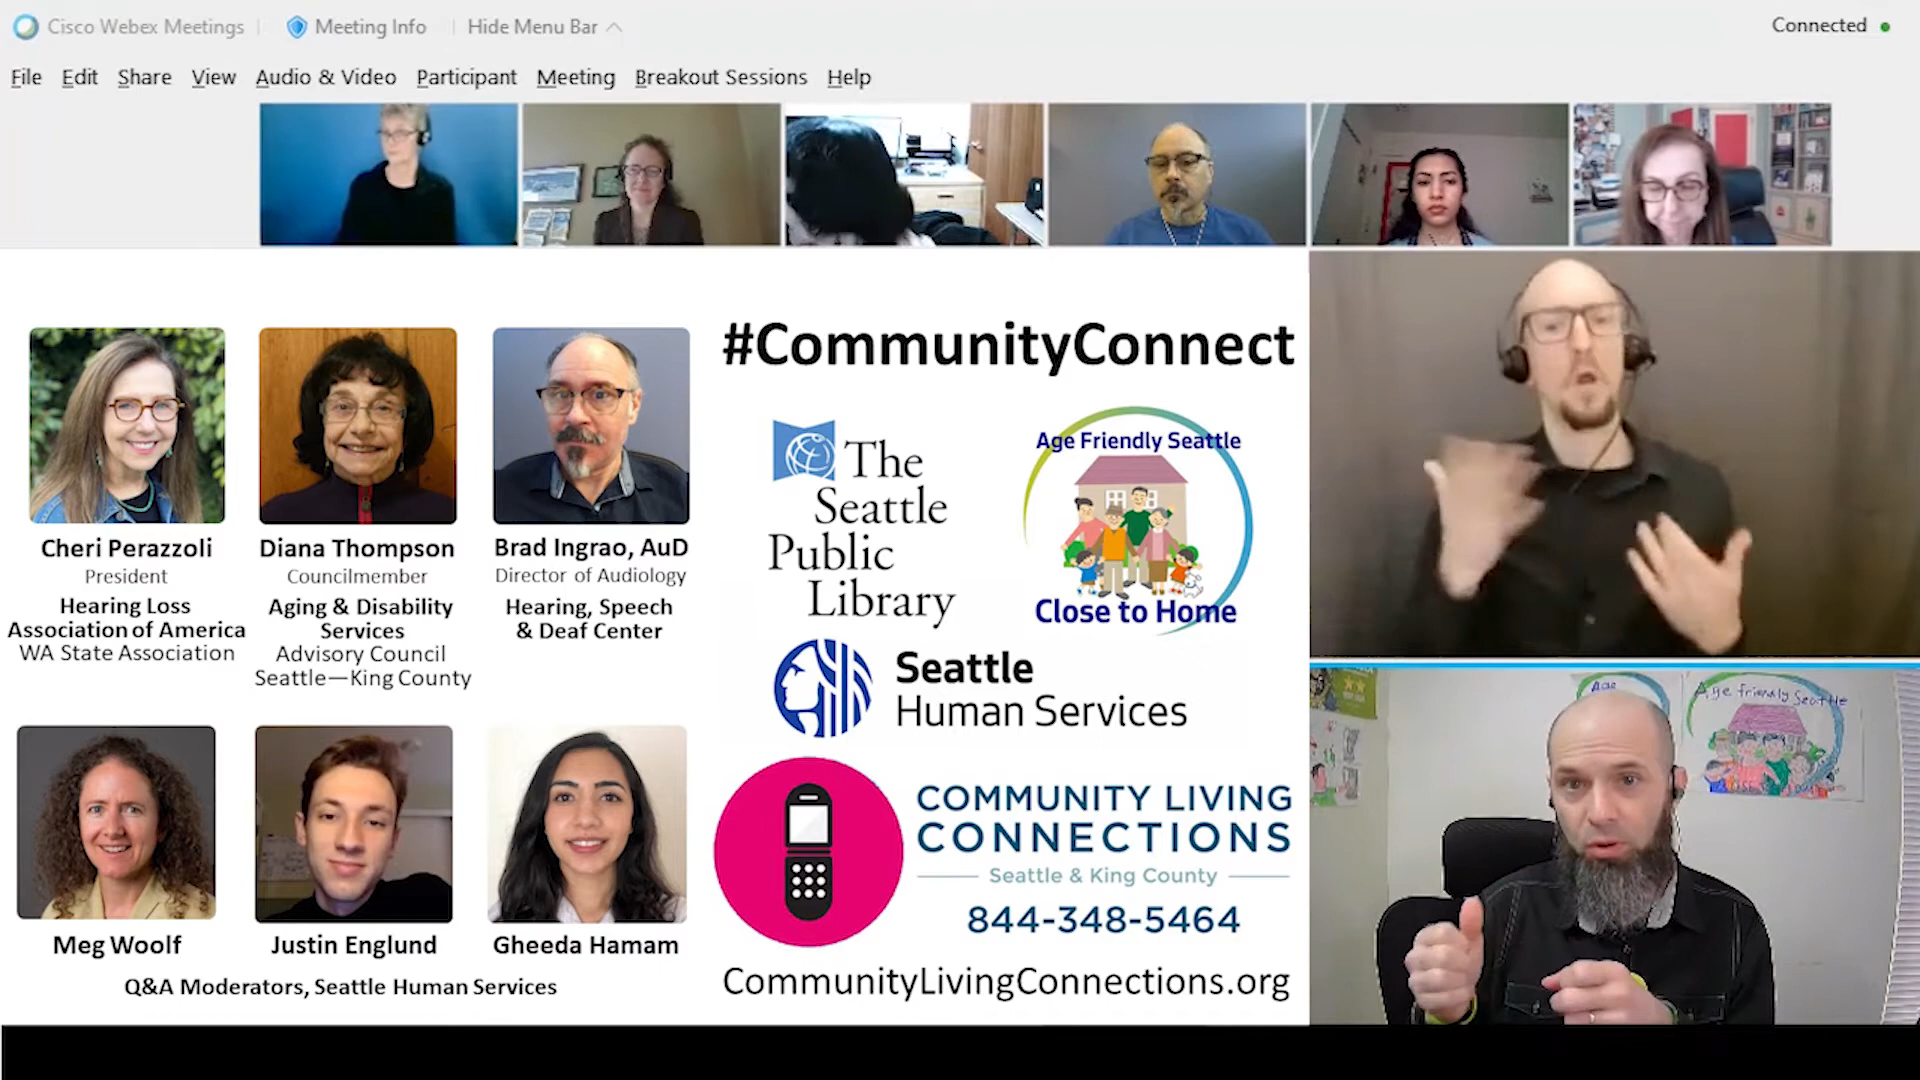 Cisco Webex Meetings
Meeting Info
Hide Menu Bar
Connected
File Edit Share View Audio & Video Participant Meeting Breakout Sessions Help
#CommunityConnect
Cheri Perazzoli
President
Hearing Loss
Association of America
WA State Association
Diana Thompson
Councilmember
Aging & Disability
Services
Advisory Council
Seattle—King County
Brad Ingrao, AuD
Director of Audiology
Hearing, Speech
& Deaf Center
The
Seattle
Public
Library
Age Friendly Seattle
Close to Home
Seattle
Human Services
Meg Woolf
Justin Englund
Gheeda Hamam
Q&A Moderators, Seattle Human Services
COMMUNITY LIVING
CONNECTIONS
Seattle & King County
844-348-5464
CommunityLivingConnections.org
Age
Age friendly Seattle